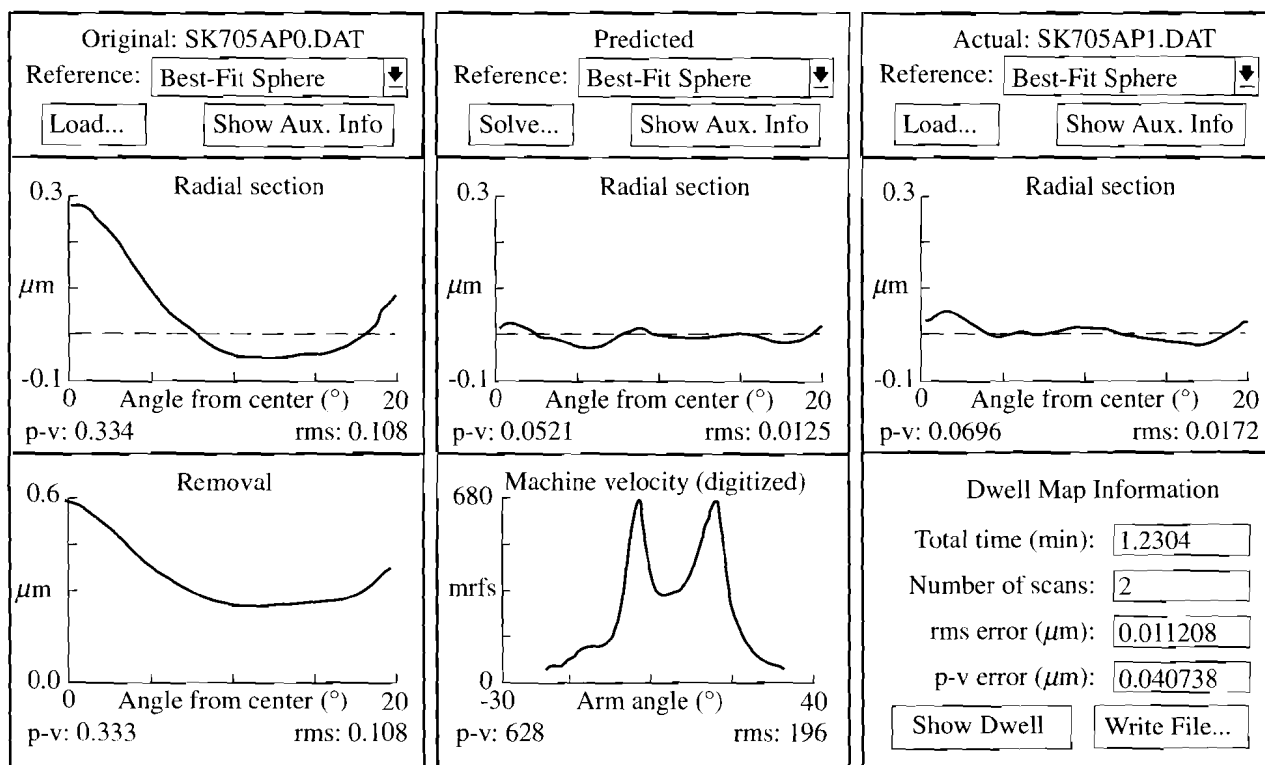 Original: SK705AP0.DAT
Reference: Best-Fit Sphere
Load... Show Aux. Info
Radial section
0.3
μm
-0.1
0 Angle from center (°) 20
p-v: 0.334 rms: 0.108
Removal
0.6
μm
0.0
0 Angle from center (°) 20
p-v: 0.333 rms: 0.108
Predicted
Reference: Best-Fit Sphere
Solve... Show Aux. Info
Radial section
0.3
μm
-0.1
0 Angle from center (°) 20
p-v: 0.0521 rms: 0.0125
Machine velocity (digitized)
680
mrfs
0
-30 Arm angle (°) 40
p-v: 628 rms: 196
Actual: SK705AP1.DAT
Reference: Best-Fit Sphere
Load... Show Aux. Info
Radial section
0.3
μm
-0.1
0 Angle from center (°) 20
p-v: 0.0696 rms: 0.0172
Dwell Map Information
Total time (min): 1.2304
Number of scans: 2
rms error (μm): 0.011208
p-v error (μm): 0.040738
Show Dwell Write File...